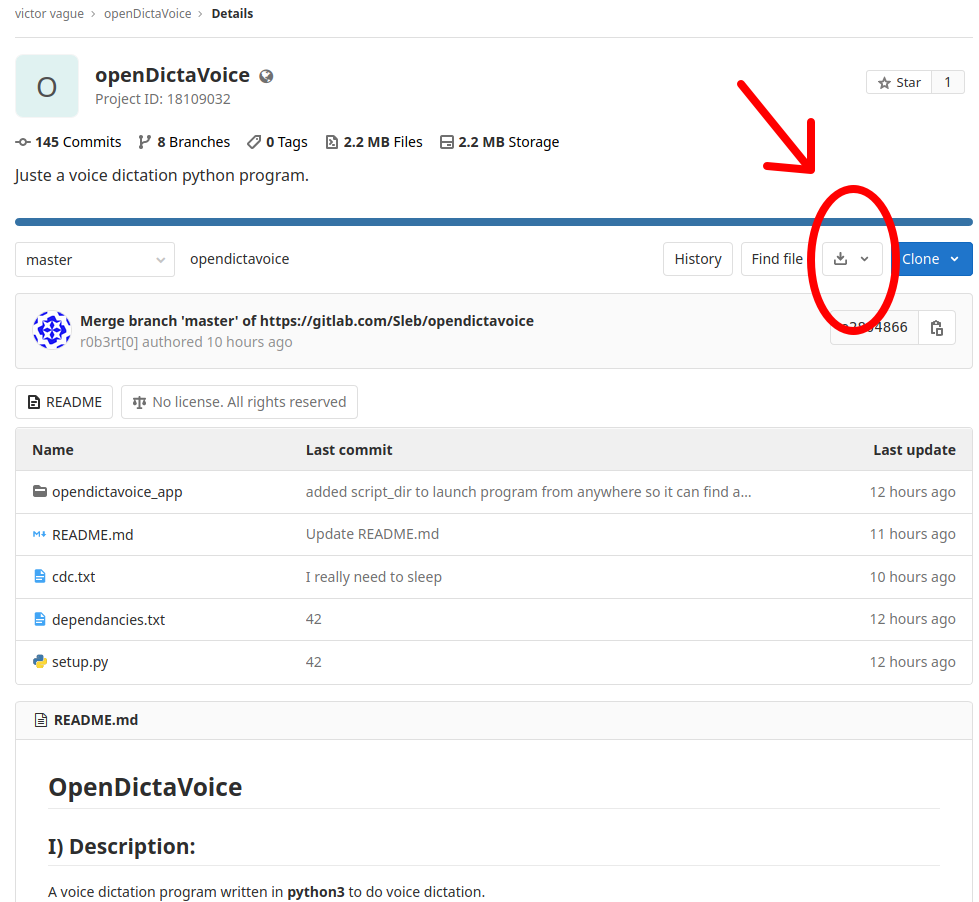 victor vague › openDictaVoice › Details
O
openDictaVoice
Project ID: 18109032
Star 1
145 Commits 8 Branches 0 Tags 2.2 MB Files 2.2 MB Storage
Juste a voice dictation python program.
master opendictavoice History Find file Clone
Merge branch 'master' of https://gitlab.com/Sleb/opendictavoice
r0b3rt[0] authored 10 hours ago
README No license. All rights reserved
Name Last commit Last update
opendictavoice_app added script_dir to launch program from anywhere so it can find a... 12 hours ago
README.md Update README.md 11 hours ago
cdc.txt I really need to sleep 10 hours ago
dependancies.txt 42 12 hours ago
setup.py 42 12 hours ago
README.md
OpenDictaVoice
I) Description:
A voice dictation program written in python3 to do voice dictation.